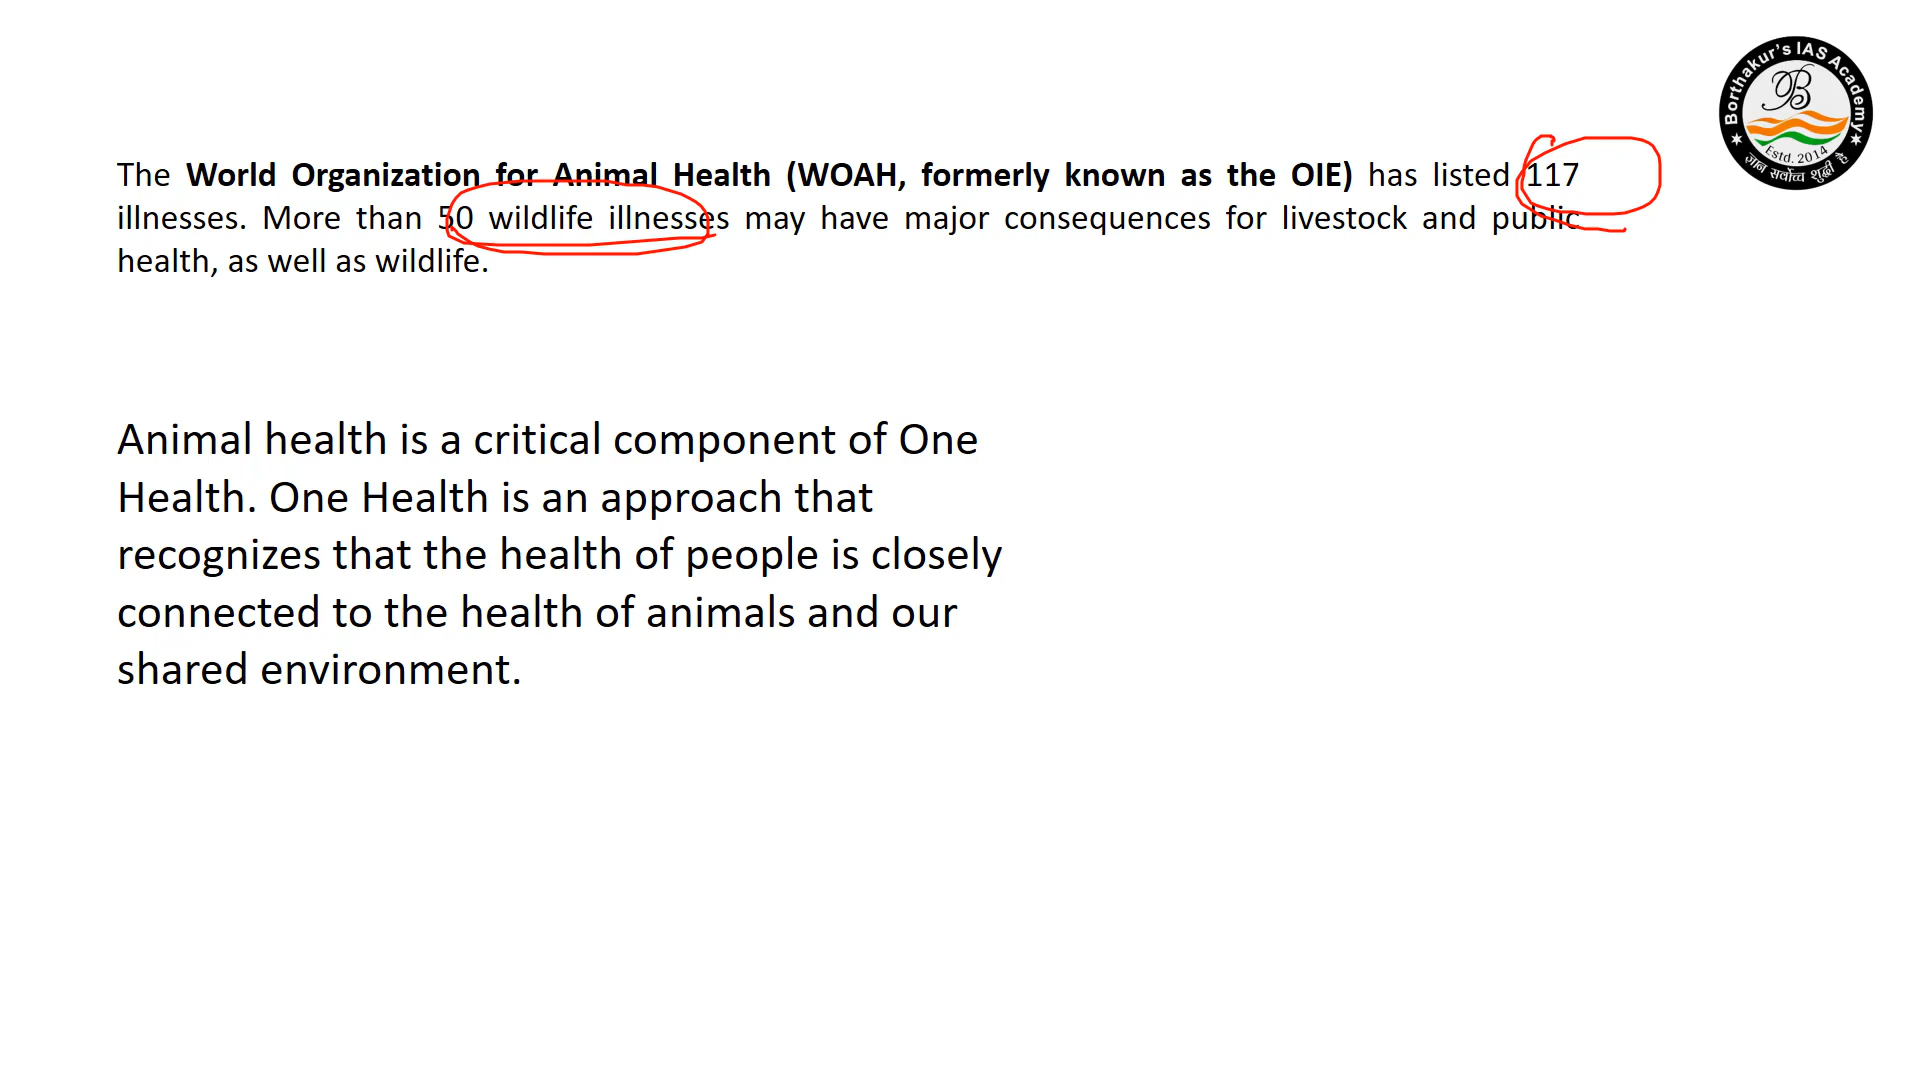 Borthakur's IAS Academy
B
Estd. 2014
ज्ञान सर्वोच्च शुद्धी है
The World Organization for Animal Health (WOAH, formerly known as the OIE) has listed 117
illnesses. More than 50 wildlife illnesses may have major consequences for livestock and public
health, as well as wildlife.
Animal health is a critical component of One
Health. One Health is an approach that
recognizes that the health of people is closely
connected to the health of animals and our
shared environment.